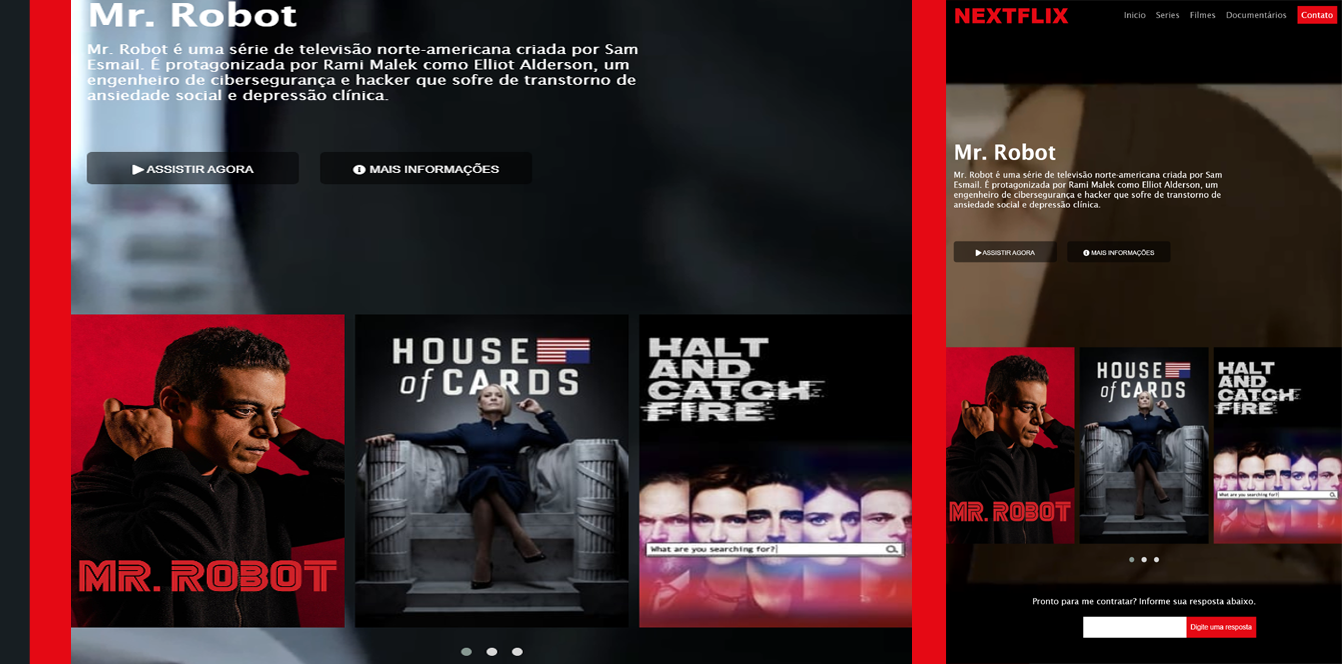 Mr. Robot
Mr. Robot é uma série de televisão norte-americana criada por Sam
Esmail. É protagonizada por Rami Malek como Elliot Alderson, um
engenheiro de cibersegurança e hacker que sofre de transtorno de
ansiedade social e depressão clínica.
ASSISTIR AGORA
MAIS INFORMAÇÕES
MR. ROBOT
HOUSE
of CARDS
HALT
AND
CATCH
FIRE
What are you searching for?
NEXTFLIX
Inicio
Series
Filmes
Documentários
Contato
Mr. Robot
Mr. Robot é uma série de televisão norte-americana criada por Sam
Esmail. É protagonizada por Rami Malek como Elliot Alderson, um
engenheiro de cibersegurança e hacker que sofre de transtorno de
ansiedade social e depressão clínica.
ASSISTIR AGORA
MAIS INFORMAÇÕES
MR. ROBOT
HOUSE
of CARDS
HALT
AND
CATCH
FIRE
What are you searching for?
Pronto para me contratar? Informe sua resposta abaixo.
Digite uma resposta